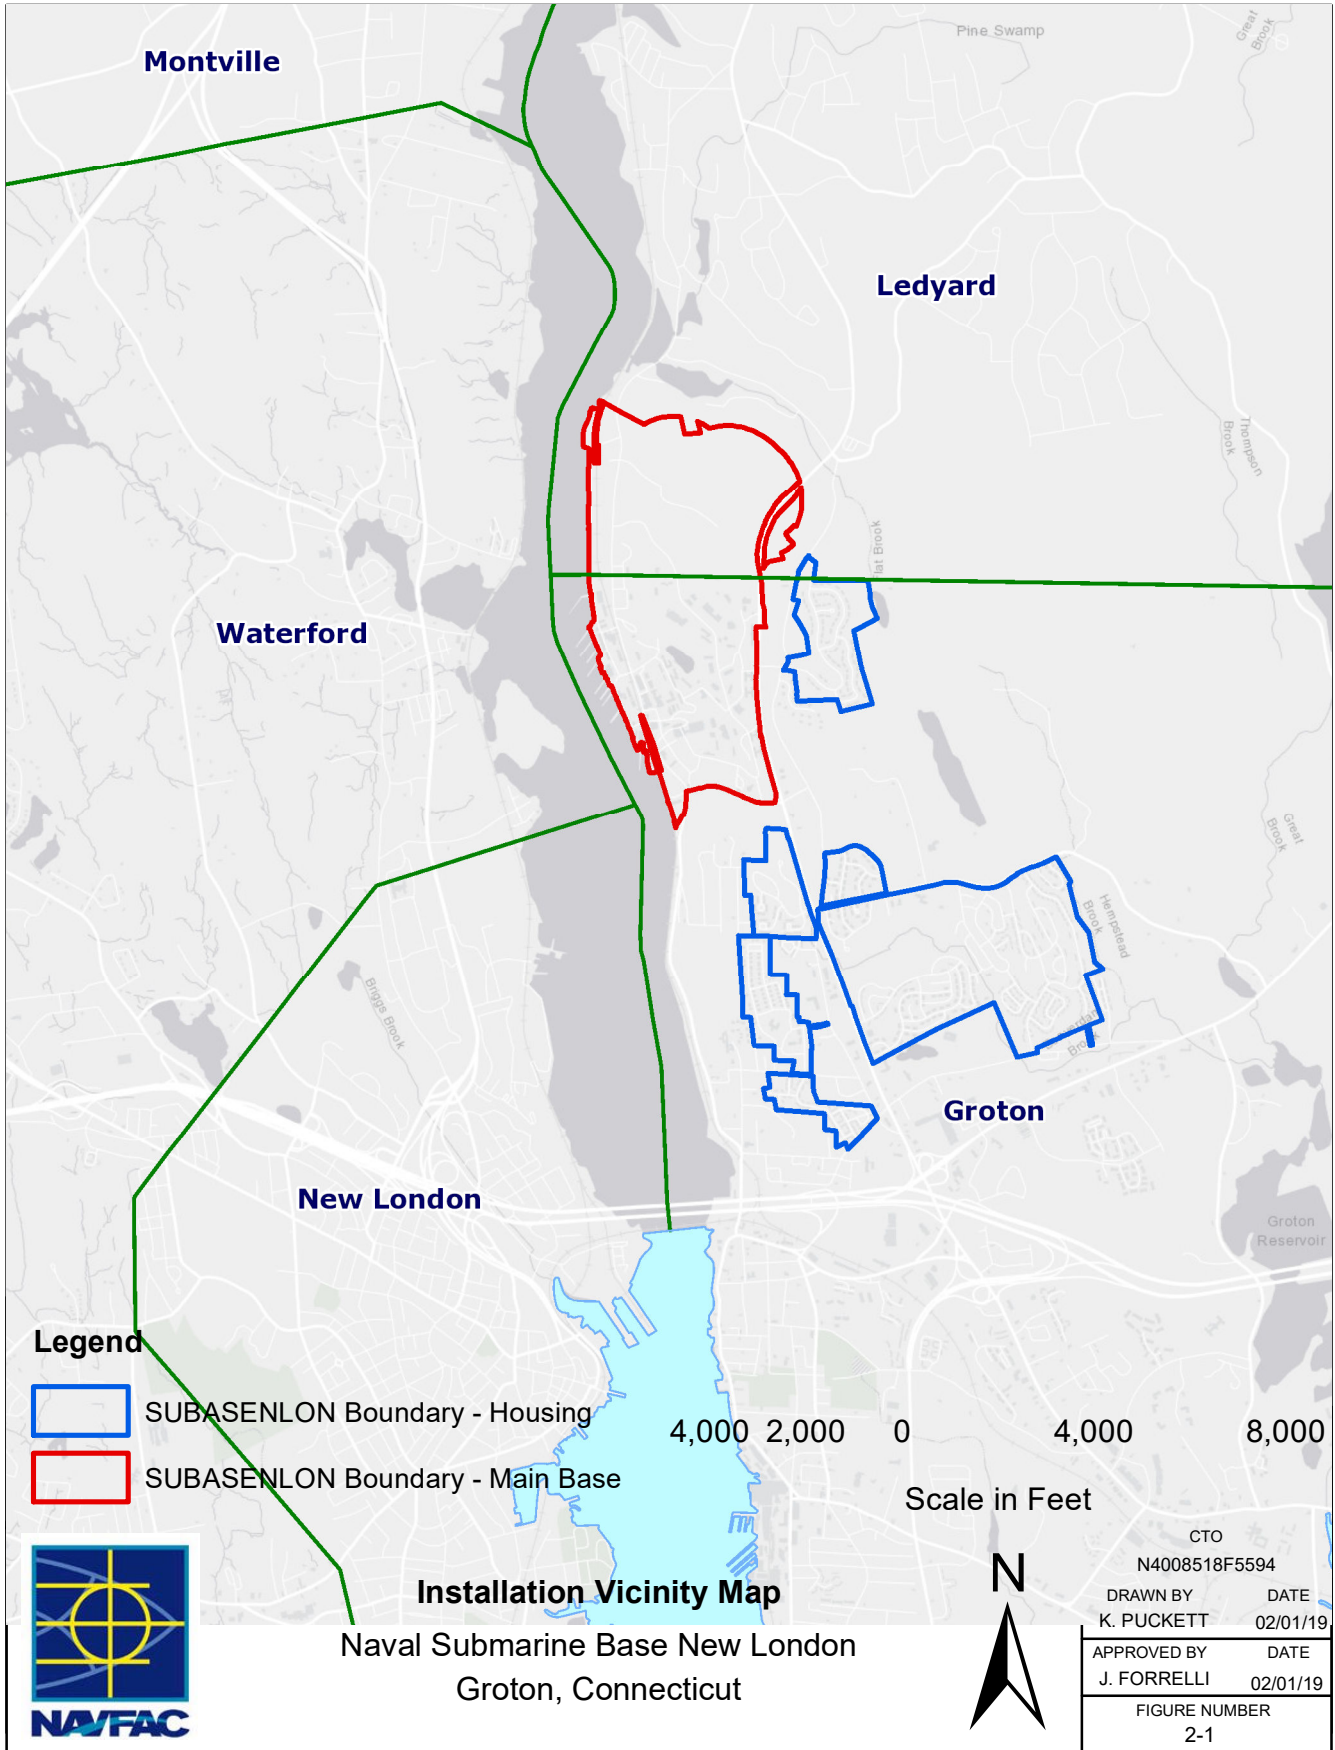 Pine Swamp
Great
Brook
Montville
Ledyard
Thompson
Brook
Flat Brook
Waterford
Great
Brook
Hempstead
Brook
Briggs Brook
Brook
Groton
New London
Groton
Reservoir
Legend
SUBASENLON Boundary - Housing
SUBASENLON Boundary - Main Base
4,000 2,000 0 4,000 8,000
Scale in Feet
N
CTO
N4008518F5594
DRAWN BY DATE
K. PUCKETT 02/01/19
APPROVED BY DATE
J. FORRELLI 02/01/19
FIGURE NUMBER
2-1
Installation Vicinity Map
Naval Submarine Base New London
Groton, Connecticut
NAVFAC